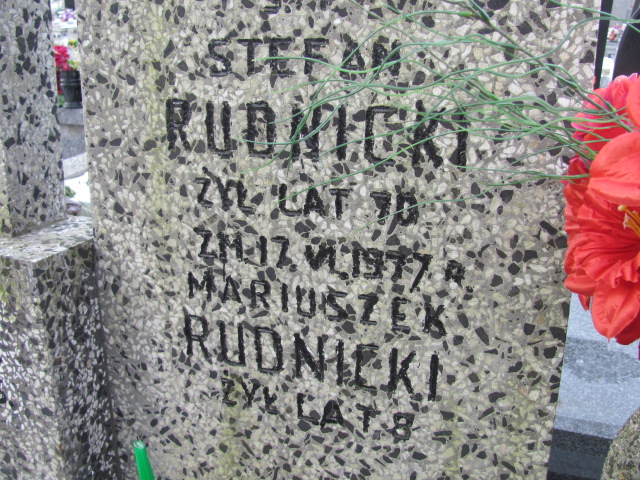 STEFAN
RUDNICKI
ŻYŁ LAT 70
ZM. 17. VI. 1977 R.
MARIUSZEK
RUDNICKI
ŻYŁ LAT 8